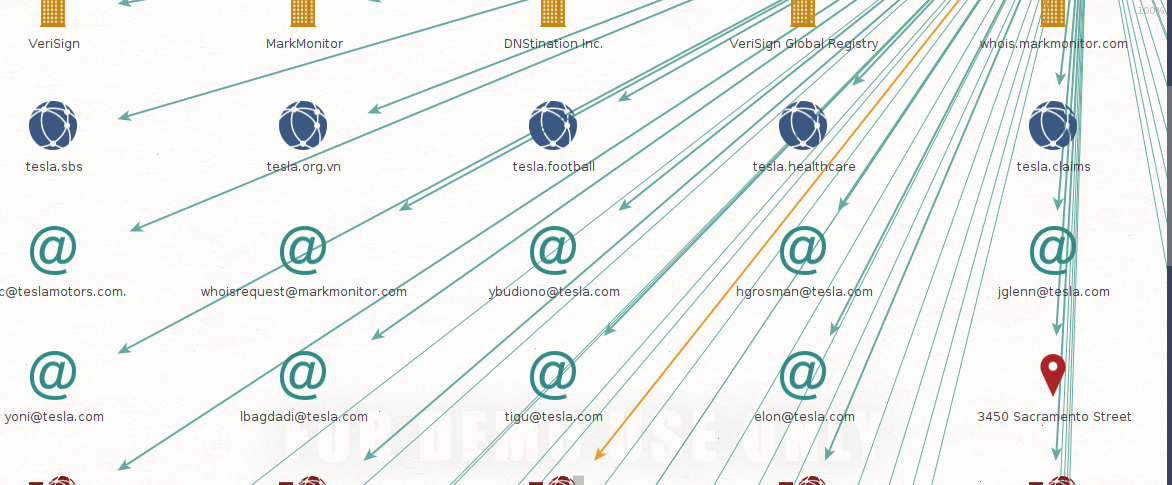 100%
VeriSign
MarkMonitor
DNStination Inc.
VeriSign Global Registry
whois.markmonitor.com
tesla.sbs
tesla.org.vn
tesla.football
tesla.healthcare
tesla.claims
c@teslamotors.com.
whoisrequest@markmonitor.com
ybudiono@tesla.com
hgrosman@tesla.com
jglenn@tesla.com
yoni@tesla.com
lbagdadi@tesla.com
tigu@tesla.com
elon@tesla.com
3450 Sacramento Street
FOR DEMO USE ONLY